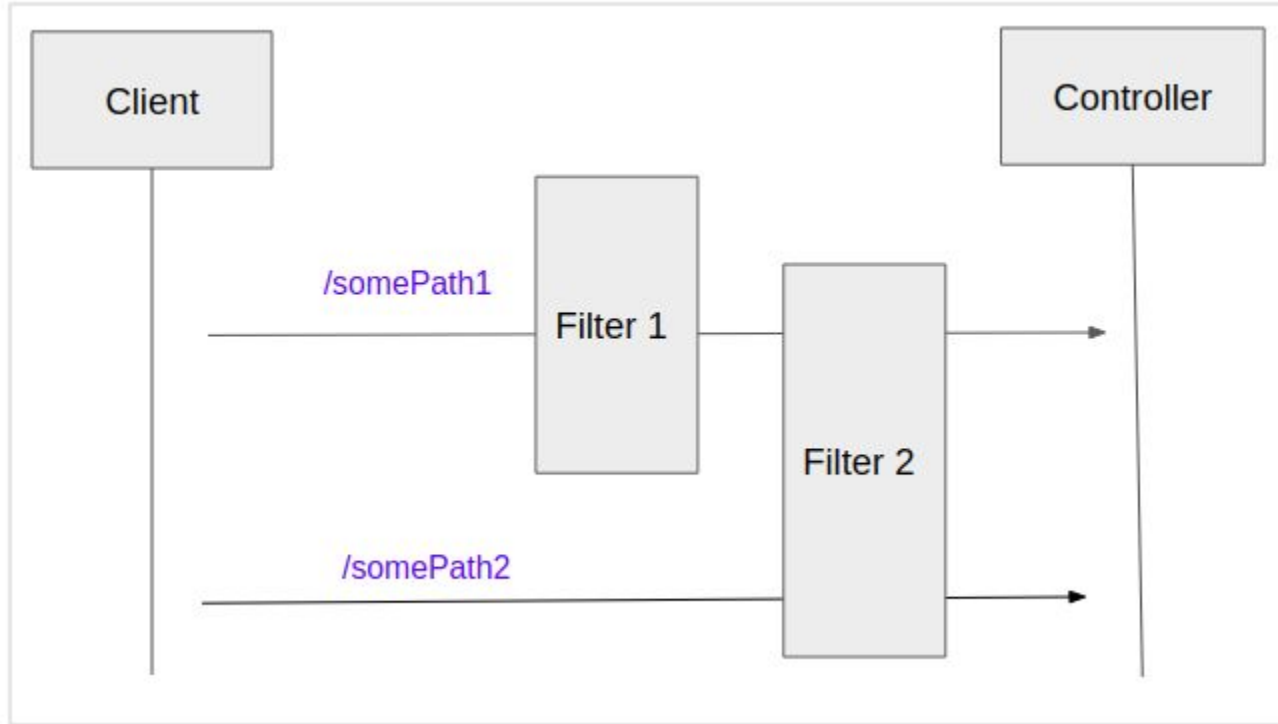 Client
Controller
/somePath1
Filter 1
Filter 2
/somePath2